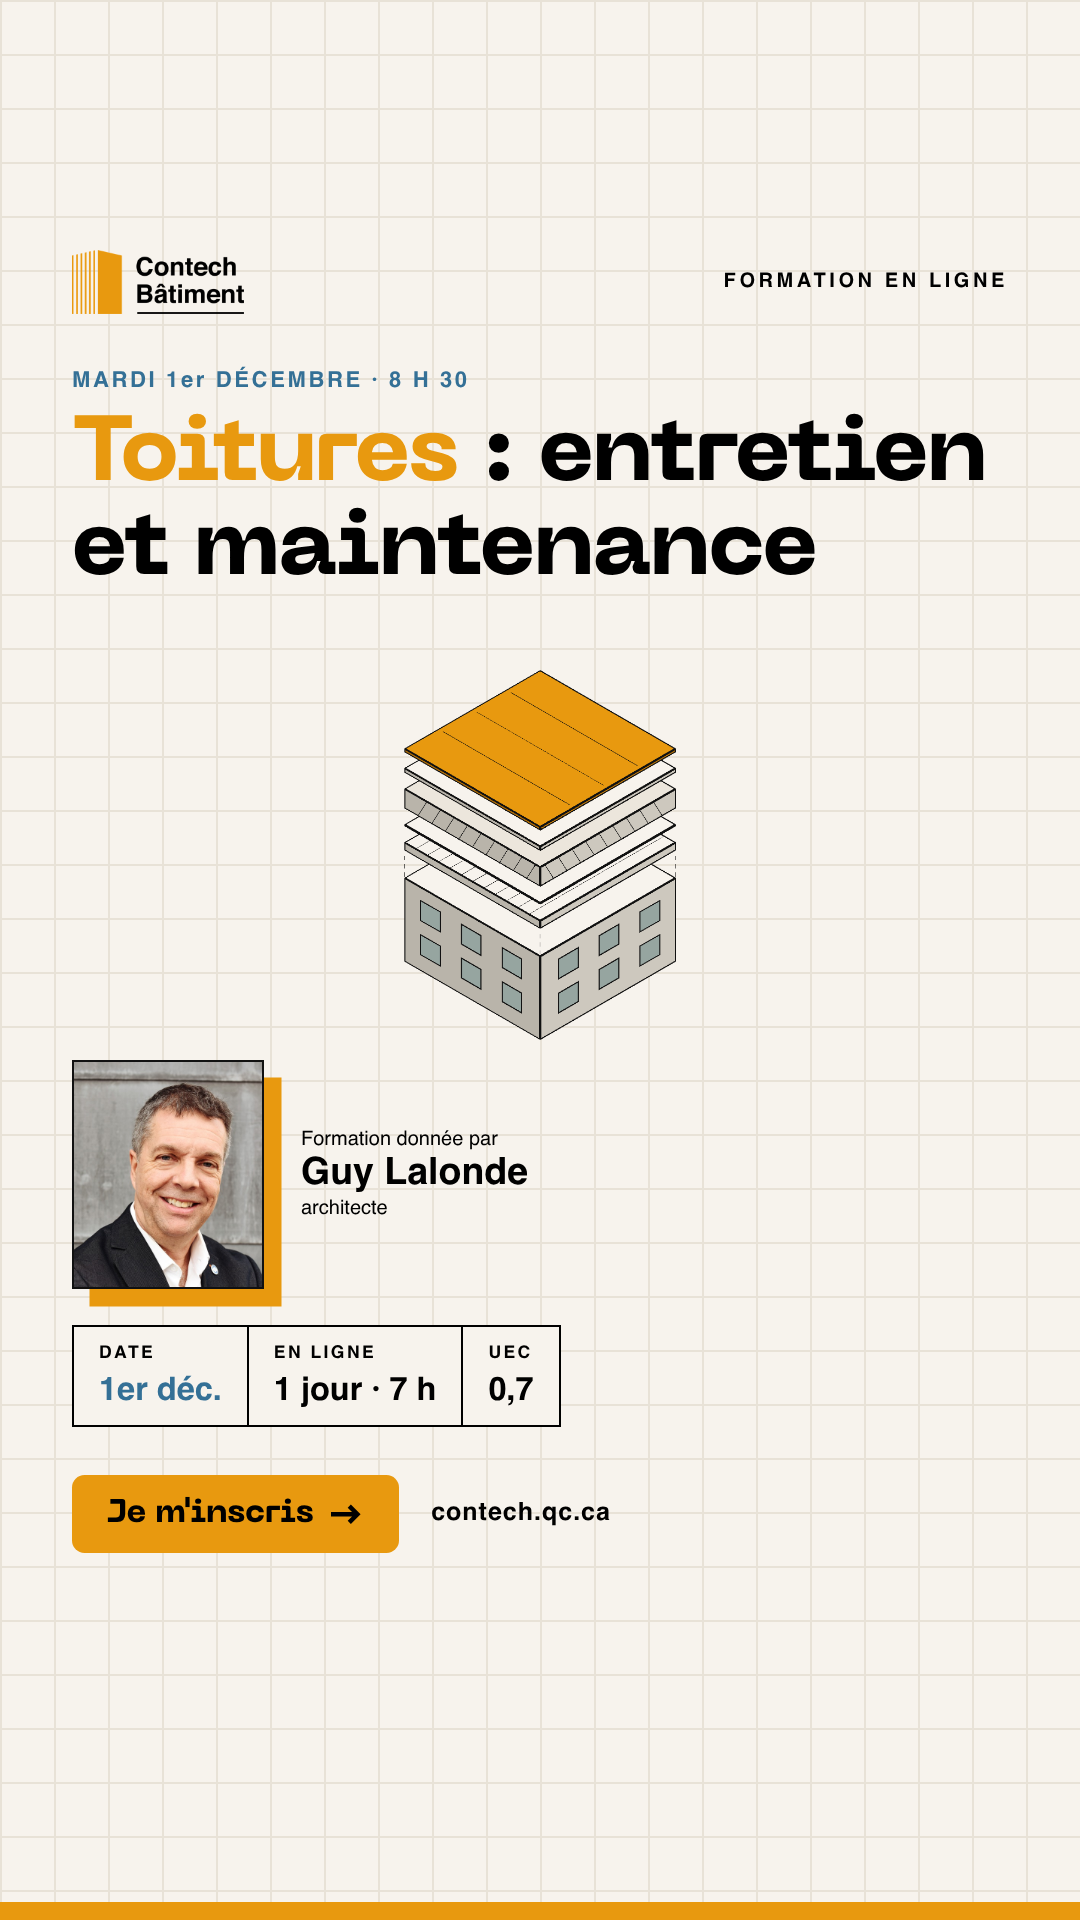 Contech
Bâtiment
FORMATION EN LIGNE
MARDI 1er DÉCEMBRE · 8 H 30
Toitures : entretien
et maintenance
Formation donnée par
Guy Lalonde
architecte
DATE
1er déc.
EN LIGNE
1 jour · 7 h
UEC
0,7
Je m'inscris →
contech.qc.ca